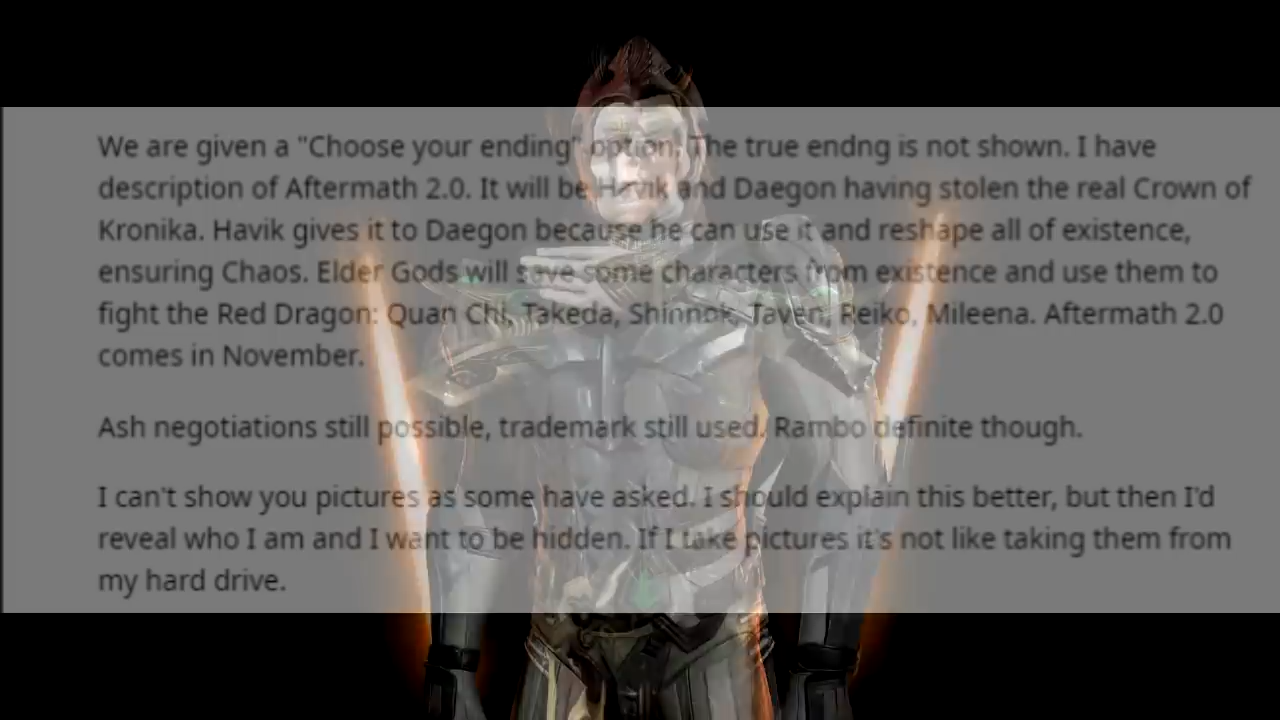 We are given a "Choose your ending" option. The true endng is not shown. I have
description of Aftermath 2.0. It will be Havik and Daegon having stolen the real Crown of
Kronika. Havik gives it to Daegon because he can use it and reshape all of existence,
ensuring Chaos. Elder Gods will save some characters from existence and use them to
fight the Red Dragon: Quan Chi, Takeda, Shinnok, Taven, Reiko, Mileena. Aftermath 2.0
comes in November.
Ash negotiations still possible, trademark still used. Rambo definite though.
I can't show you pictures as some have asked. I should explain this better, but then I'd
reveal who I am and I want to be hidden. If I take pictures it's not like taking them from
my hard drive.